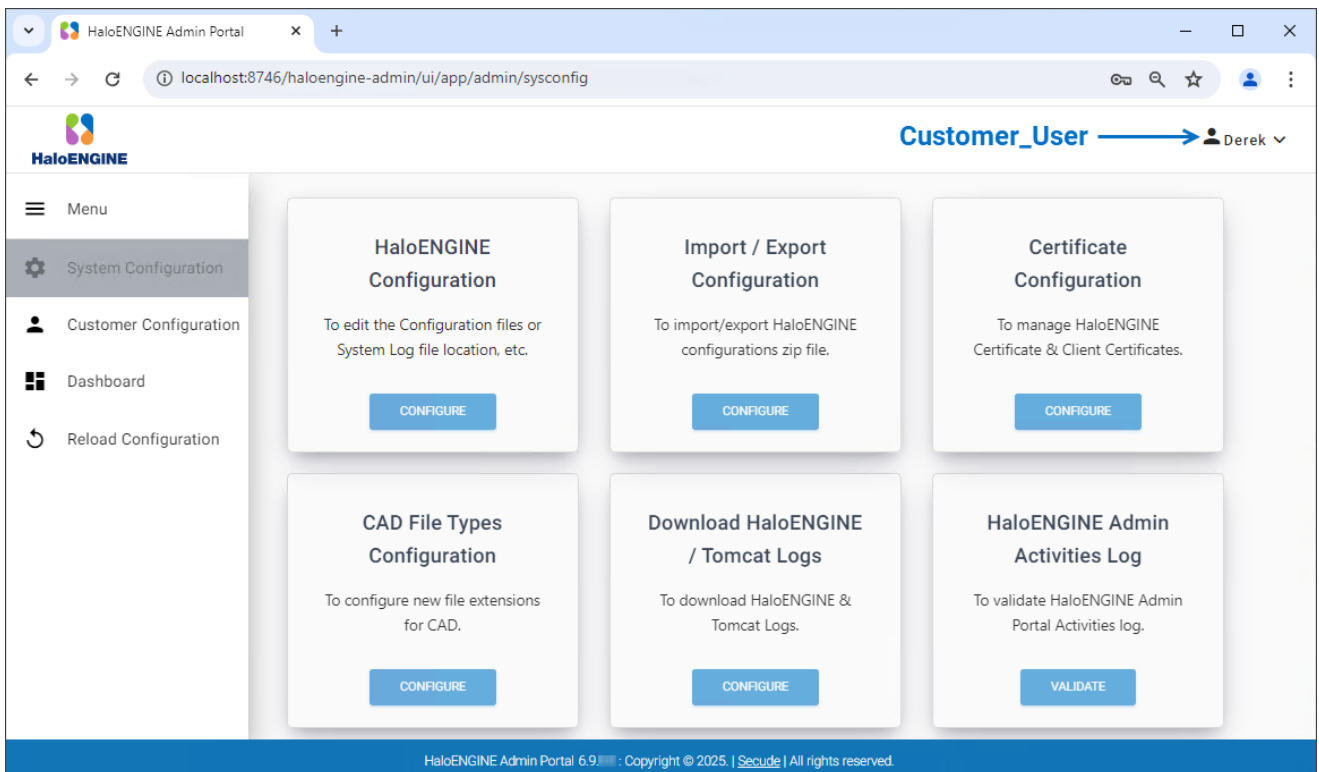 HaloENGINE Admin Portal
localhost:8746/haloengine-admin/ui/app/admin/sysconfig
HaloENGINE
Customer_User
Derek
Menu
System Configuration
Customer Configuration
Dashboard
Reload Configuration
HaloENGINE
Configuration
To edit the Configuration files or
System Log file location, etc.
CONFIGURE
Import / Export
Configuration
To import/export HaloENGINE
configurations zip file.
CONFIGURE
Certificate
Configuration
To manage HaloENGINE
Certificate & Client Certificates.
CONFIGURE
CAD File Types
Configuration
To configure new file extensions
for CAD.
CONFIGURE
Download HaloENGINE
/ Tomcat Logs
To download HaloENGINE &
Tomcat Logs.
CONFIGURE
HaloENGINE Admin
Activities Log
To validate HaloENGINE Admin
Portal Activities log.
VALIDATE
HaloENGINE Admin Portal 6.9. : Copyright © 2025. | Secude | All rights reserved.